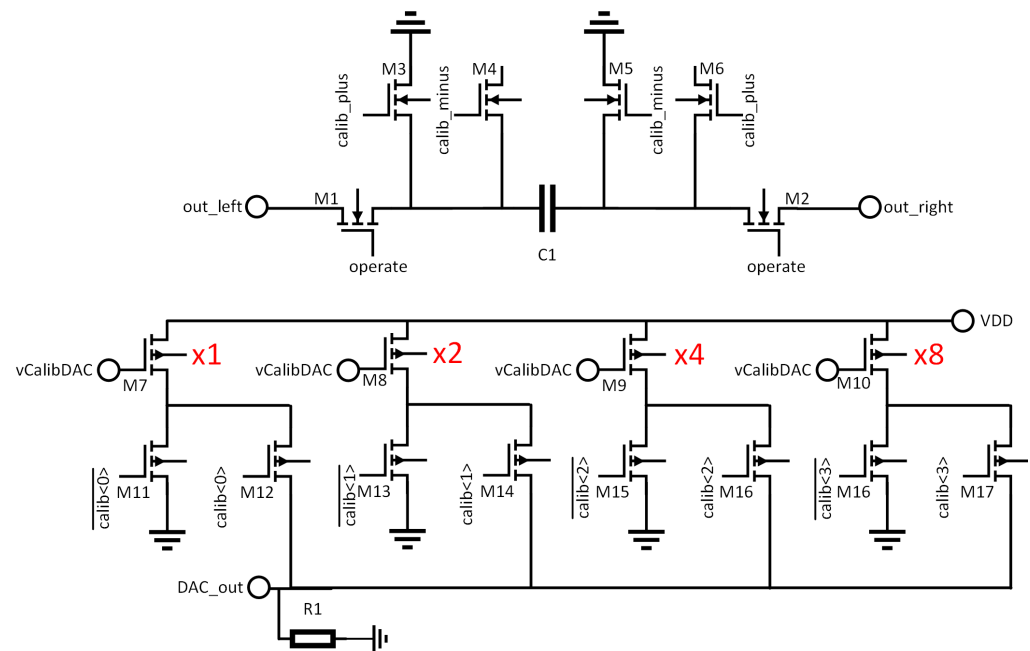 M3
M4
M5
M6
calib_plus
calib_minus
calib_minus
calib_plus
out_left
M1
M2
out_right
operate
C1
operate
VDD
x1
x2
x4
x8
vCalibDAC
vCalibDAC
vCalibDAC
vCalibDAC
M7
M8
M9
M10
calib<0>
M11
calib<0>
M12
calib<1>
M13
calib<1>
M14
calib<2>
M15
calib<2>
M16
calib<3>
M16
calib<3>
M17
DAC_out
R1